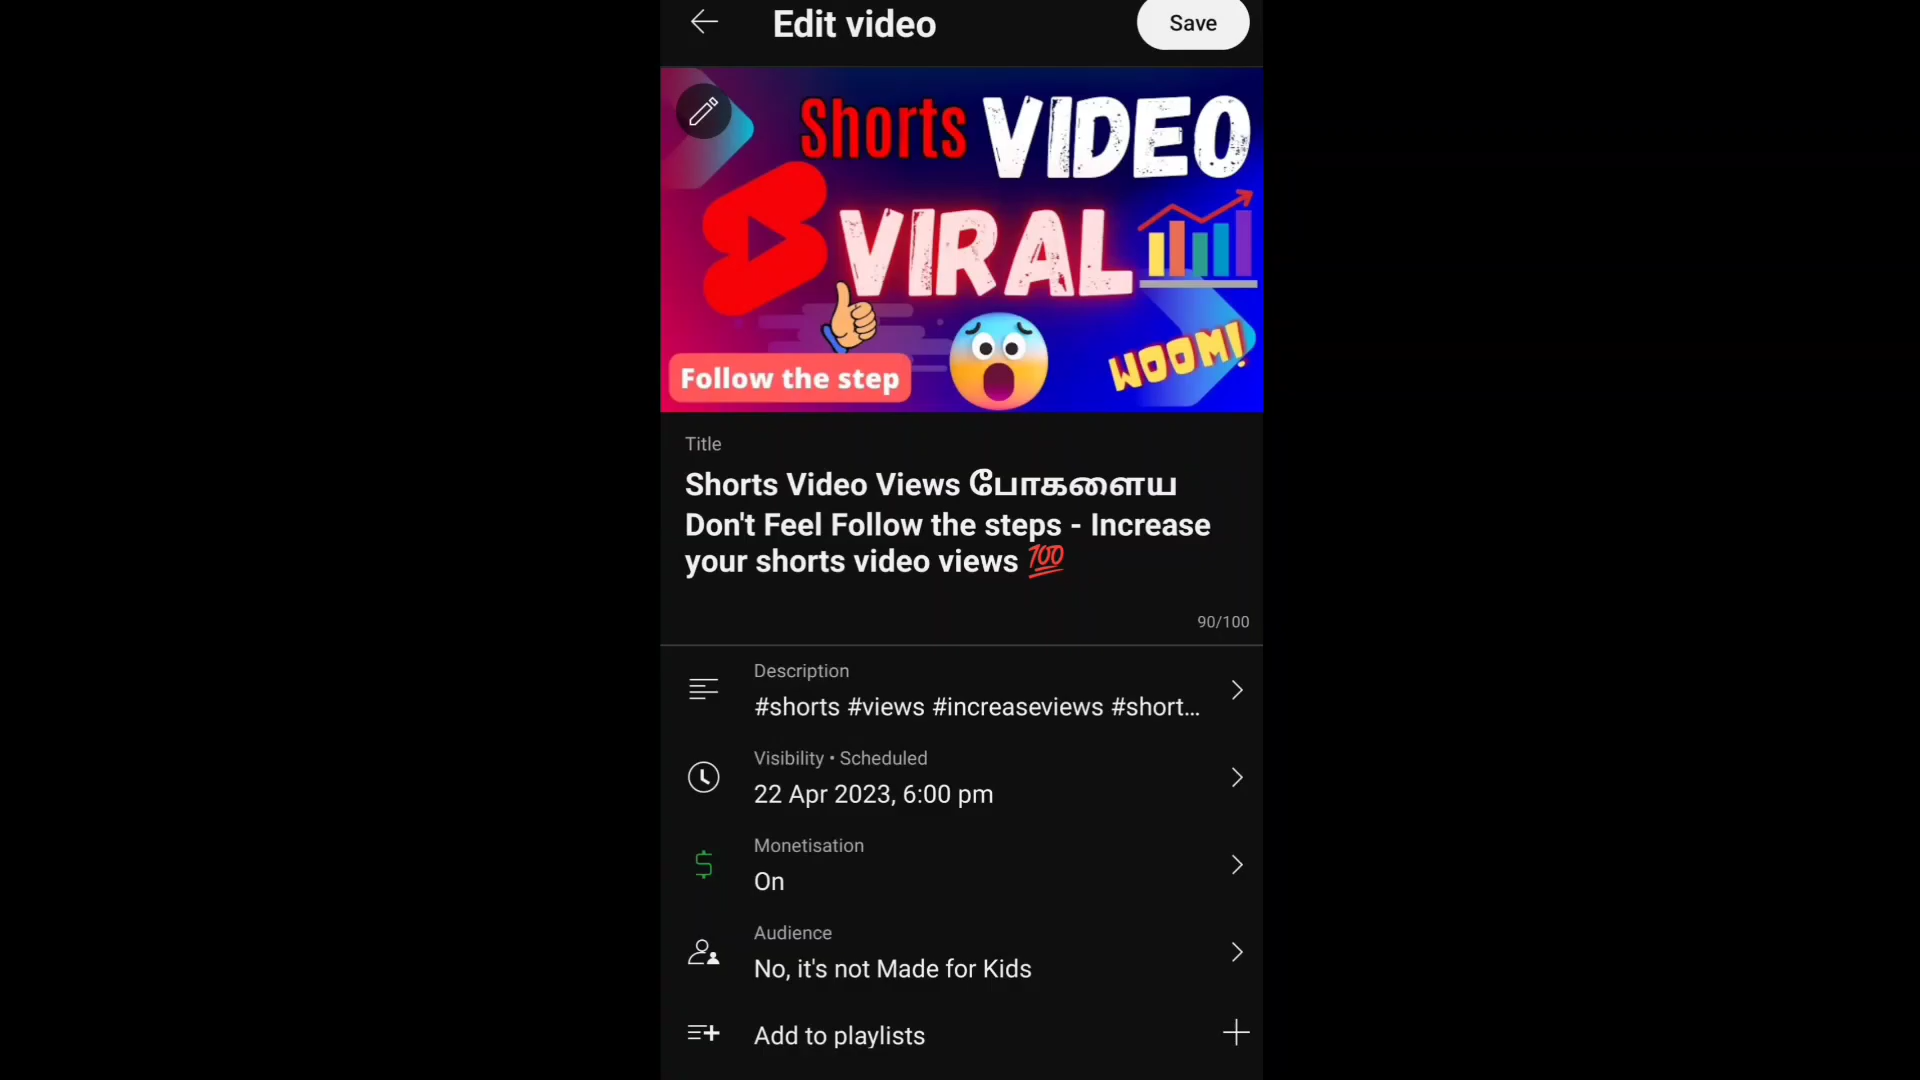 Edit video
Save
Shorts VIDEO
VIRAL
Follow the step
WOOM!
Title
Shorts Video Views போகளைய
Don't Feel Follow the steps - Increase
your shorts video views 💯
90/100
Description
#shorts #views #increaseviews #short...
Visibility • Scheduled
22 Apr 2023, 6:00 pm
Monetisation
On
Audience
No, it's not Made for Kids
Add to playlists